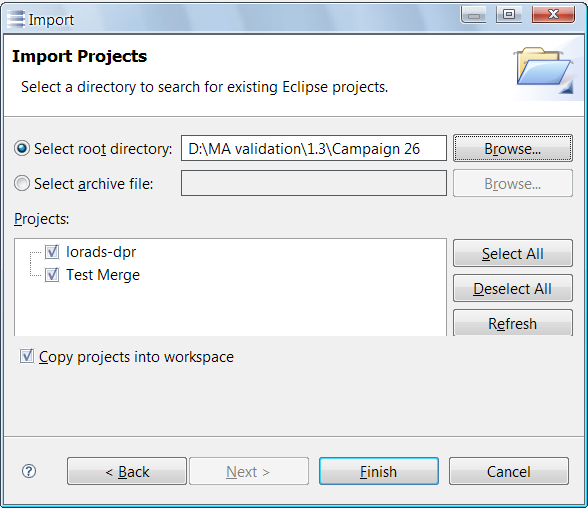 Import
Import Projects
Select a directory to search for existing Eclipse projects.
Select root directory: D:\MA validation\1.3\Campaign 26 Browse...
Select archive file: Browse...
Projects:
lorads-dpr
Test Merge
Select All
Deselect All
Refresh
Copy projects into workspace
? < Back Next > Finish Cancel